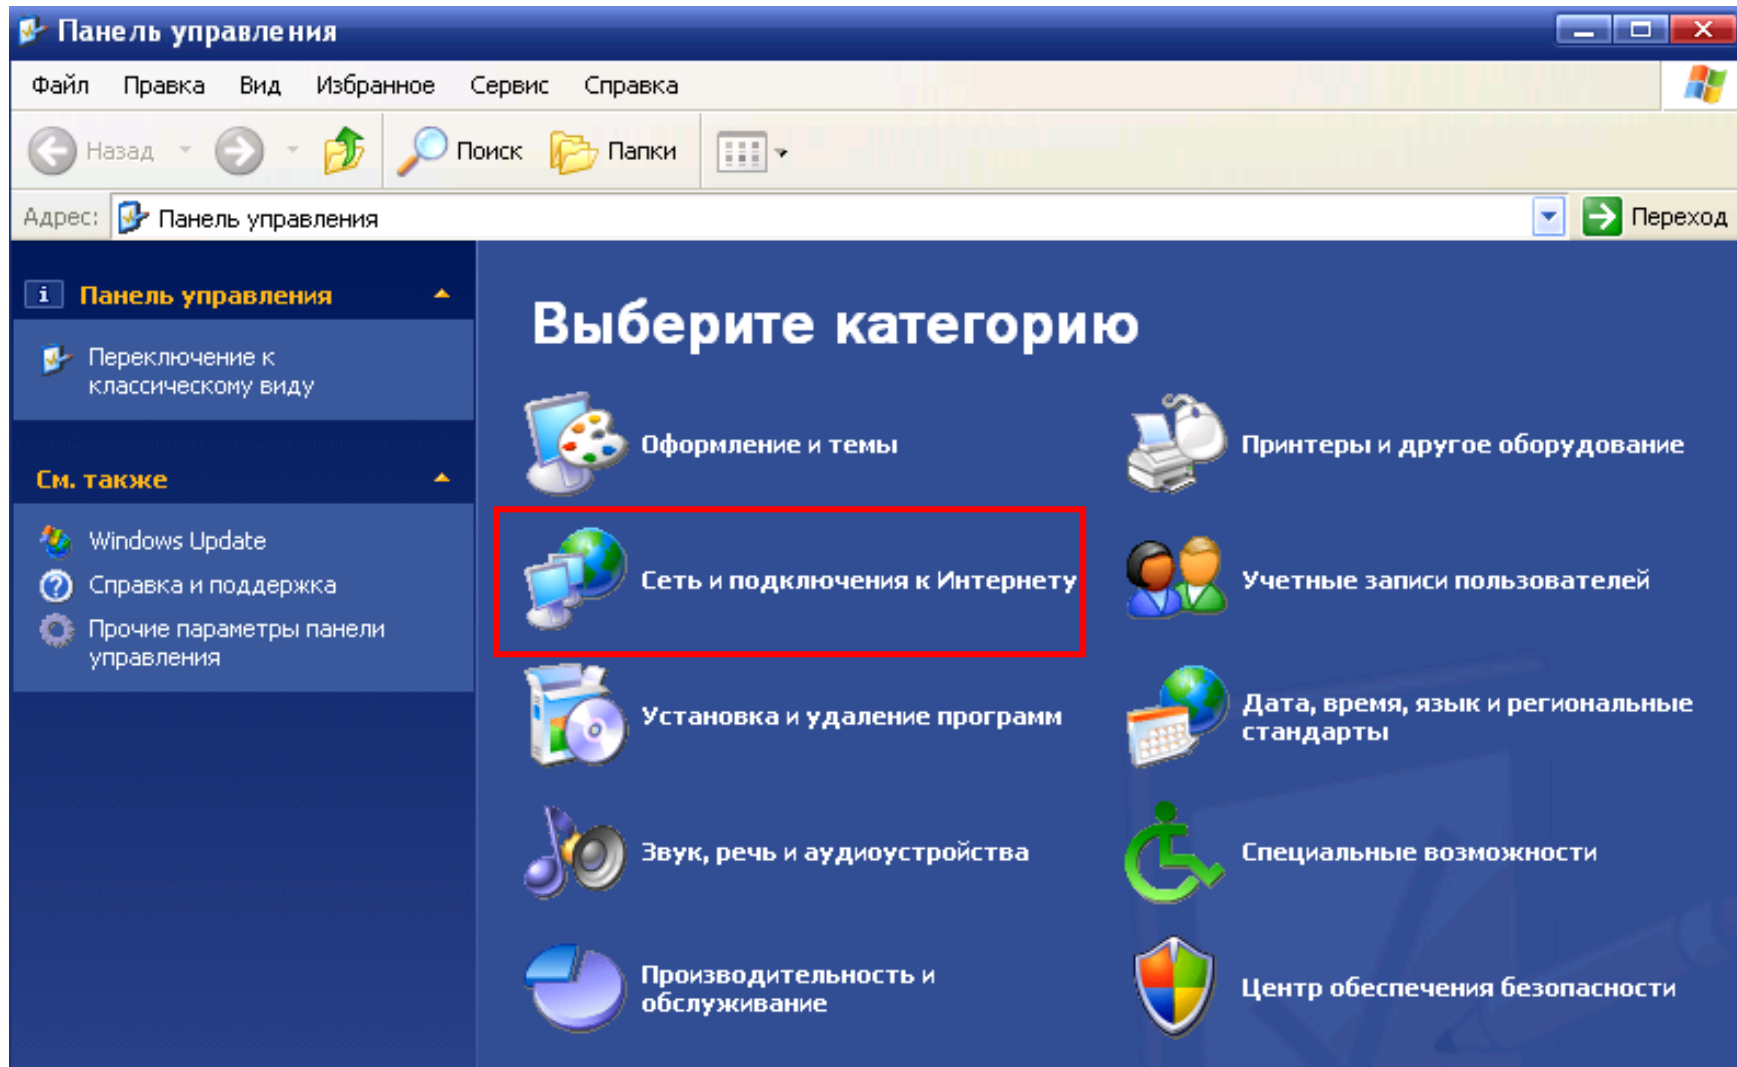 Панель управления
Файл Правка Вид Избранное Сервис Справка
Назад Поиск Папки
Адрес: Панель управления Переход
Панель управления
Переключение к
классическому виду
См. также
Windows Update
Справка и поддержка
Прочие параметры панели
управления
Выберите категорию
Оформление и темы
Принтеры и другое оборудование
Сеть и подключения к Интернету
Учетные записи пользователей
Установка и удаление программ
Дата, время, язык и региональные
стандарты
Звук, речь и аудиоустройства
Специальные возможности
Производительность и
обслуживание
Центр обеспечения безопасности